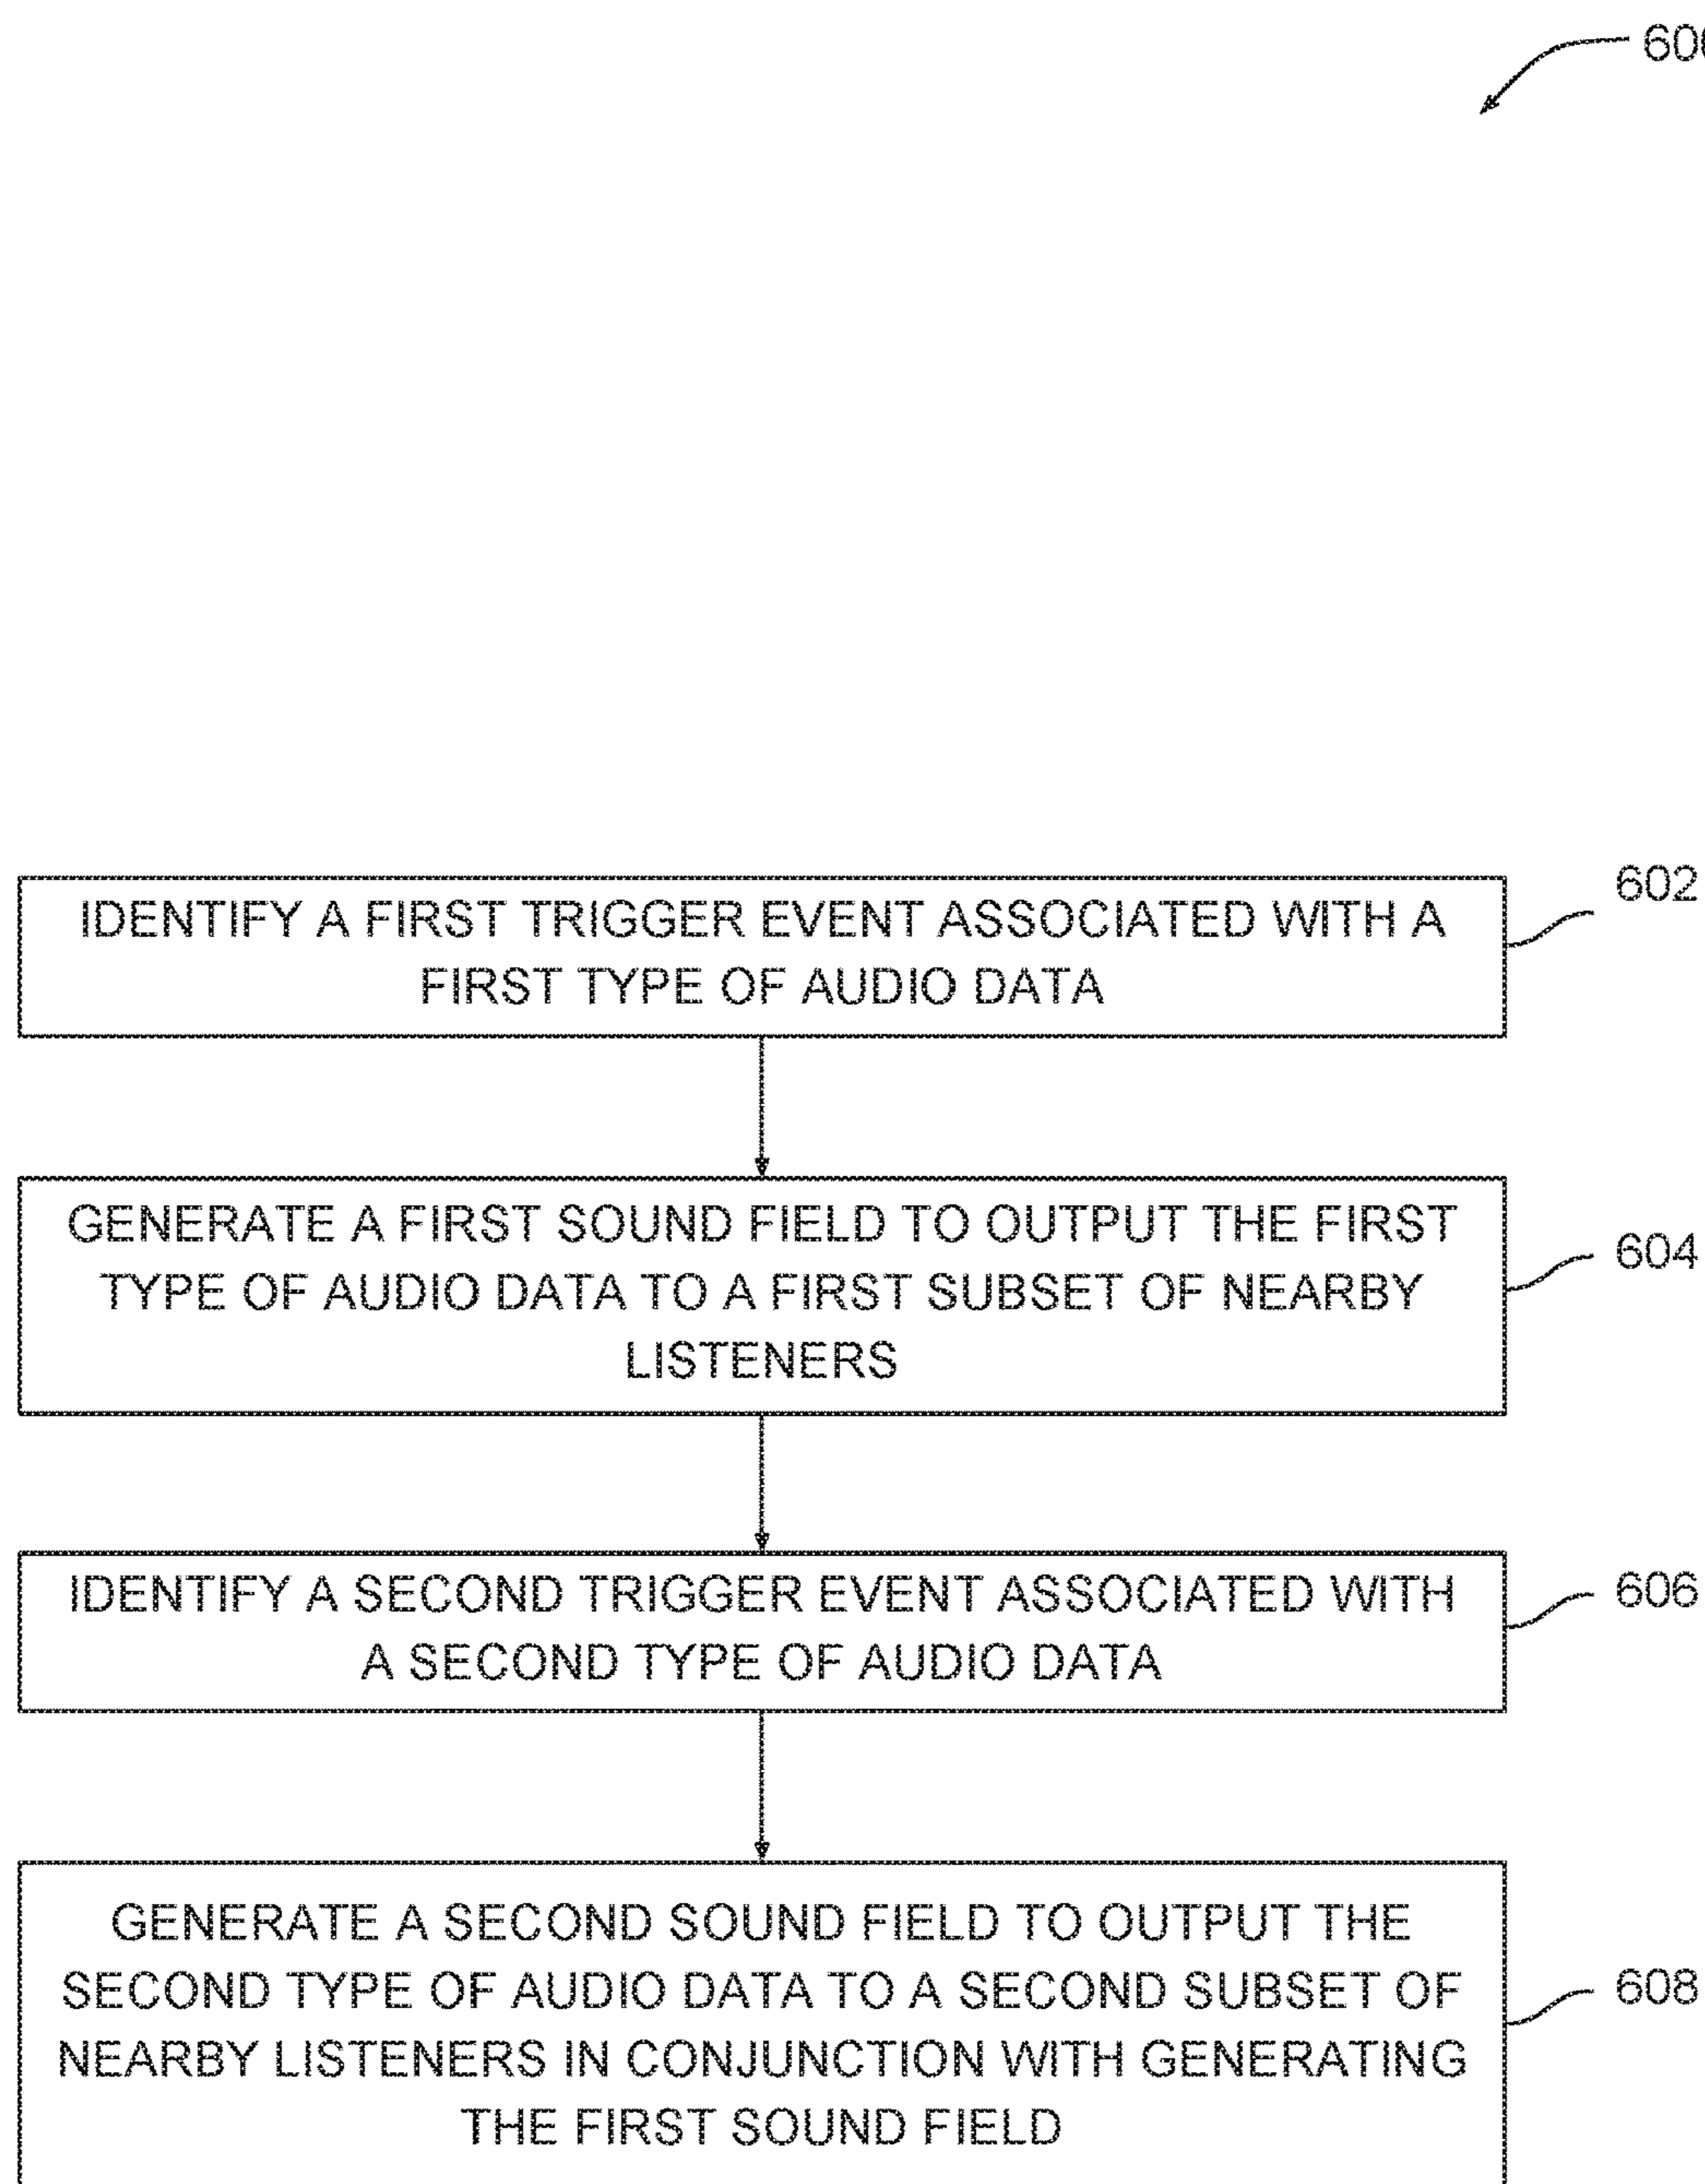 600
IDENTIFY A FIRST TRIGGER EVENT ASSOCIATED WITH A
FIRST TYPE OF AUDIO DATA
602
GENERATE A FIRST SOUND FIELD TO OUTPUT THE FIRST
TYPE OF AUDIO DATA TO A FIRST SUBSET OF NEARBY
LISTENERS
604
IDENTIFY A SECOND TRIGGER EVENT ASSOCIATED WITH
A SECOND TYPE OF AUDIO DATA
606
GENERATE A SECOND SOUND FIELD TO OUTPUT THE
SECOND TYPE OF AUDIO DATA TO A SECOND SUBSET OF
NEARBY LISTENERS IN CONJUNCTION WITH GENERATING
THE FIRST SOUND FIELD
608